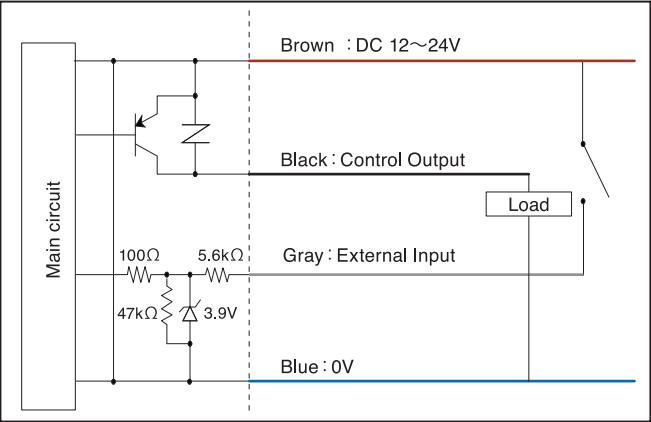 Brown : DC 12～24V
Black : Control Output
Main circuit
Load
100Ω
5.6kΩ
Gray : External Input
47kΩ
3.9V
Blue : 0V